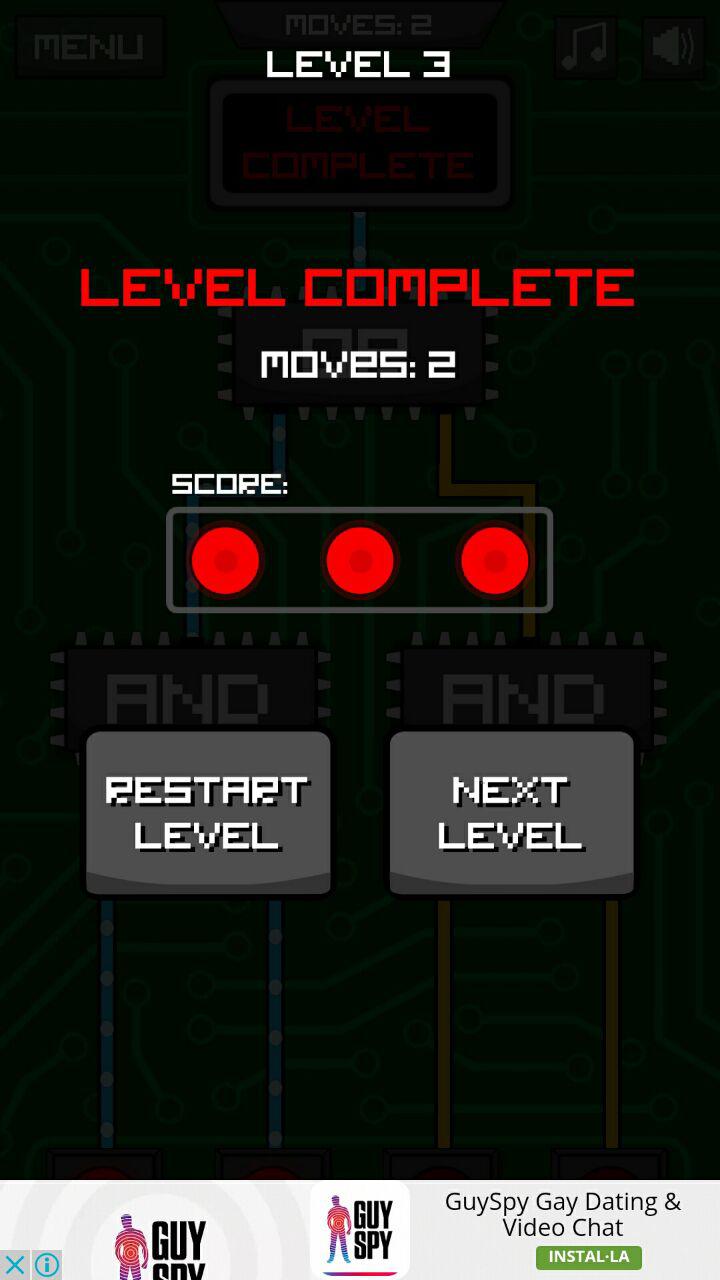 MOVES: 2
MENU
LEVEL 3
LEVEL
COMPLETE
LEVEL COMPLETE
OR
MOVES: 2
SCORE:
AND
AND
RESTART
LEVEL
NEXT
LEVEL
GUY
SPY
GUY
SPY
GuySpy Gay Dating &
Video Chat
INSTAL·LA